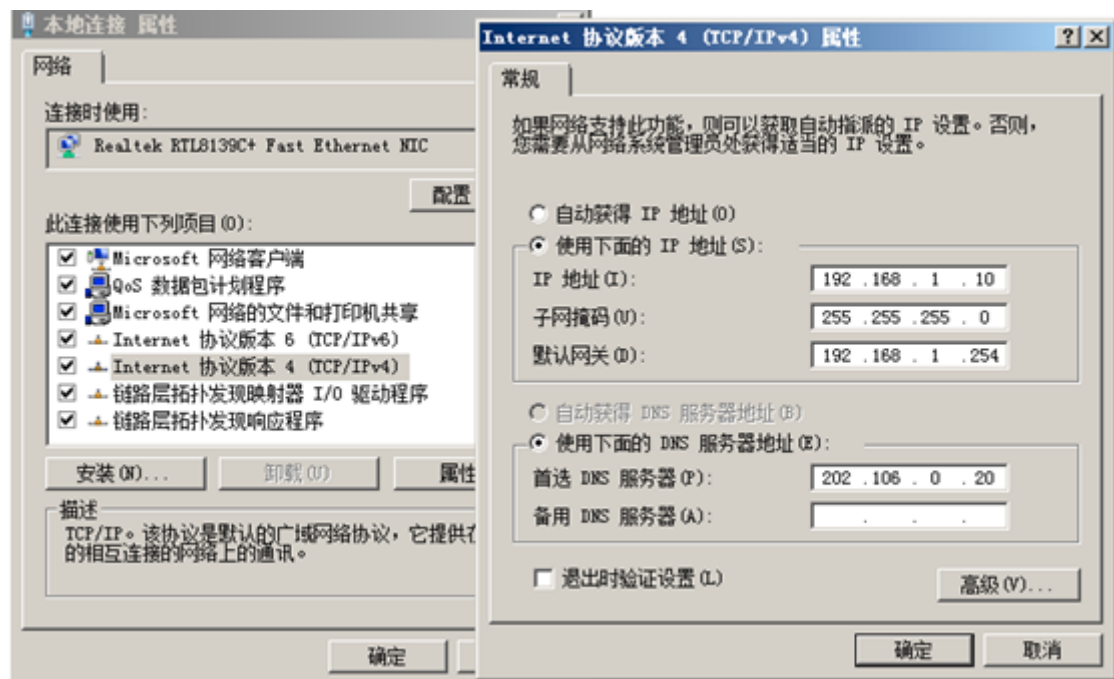 本地连接 属性
网络
连接时使用:
Realtek RTL8139C+ Fast Ethernet NIC
配置
此连接使用下列项目(O):
Microsoft 网络客户端
QoS 数据包计划程序
Microsoft 网络的文件和打印机共享
Internet 协议版本 6 (TCP/IPv6)
Internet 协议版本 4 (TCP/IPv4)
链路层拓扑发现映射器 I/O 驱动程序
链路层拓扑发现响应程序
安装(N)...
卸载(U)
属性
描述
TCP/IP。该协议是默认的广域网络协议，它提供在
的相互连接的网络上的通讯。
确定
Internet 协议版本 4 (TCP/IPv4) 属性
常规
如果网络支持此功能，则可以获取自动指派的 IP 设置。否则，
您需要从网络系统管理员处获得适当的 IP 设置。
自动获得 IP 地址(O)
使用下面的 IP 地址(S):
IP 地址(I): 192 .168 . 1 . 10
子网掩码(U): 255 .255 .255 . 0
默认网关(D): 192 .168 . 1 .254
自动获得 DNS 服务器地址(B)
使用下面的 DNS 服务器地址(E):
首选 DNS 服务器(P): 202 .106 . 0 . 20
备用 DNS 服务器(A): . . .
退出时验证设置(L)
高级(V)...
确定
取消